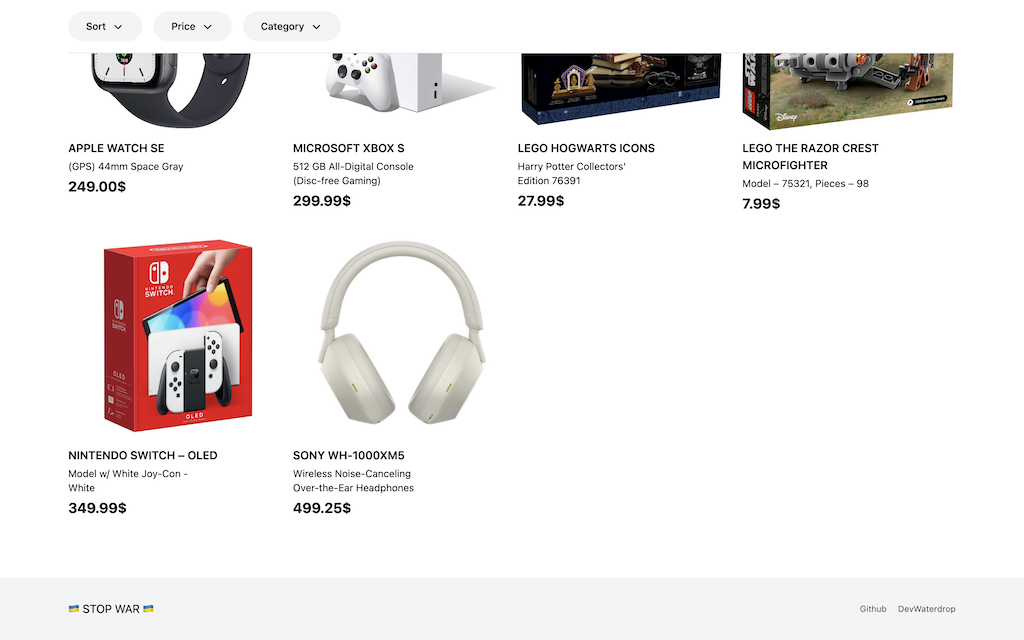 Sort
Price
Category
APPLE WATCH SE
(GPS) 44mm Space Gray
249.00$
MICROSOFT XBOX S
512 GB All-Digital Console
(Disc-free Gaming)
299.99$
LEGO HOGWARTS ICONS
Harry Potter Collectors'
Edition 76391
27.99$
Disney
LEGO THE RAZOR CREST
MICROFIGHTER
Model – 75321, Pieces – 98
7.99$
NINTENDO
SWITCH
OLED
OLED
NINTENDO SWITCH – OLED
Model w/ White Joy-Con -
White
349.99$
SONY WH-1000XM5
Wireless Noise-Canceling
Over-the-Ear Headphones
499.25$
🇺🇦 STOP WAR 🇺🇦
Github
DevWaterdrop